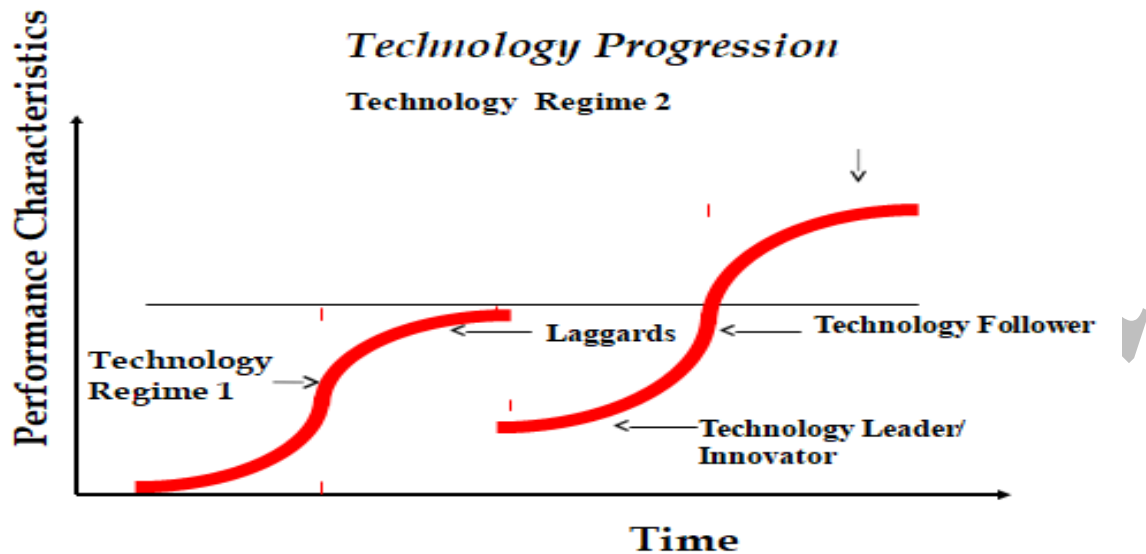 Technology Progression
Technology Regime 2
Performance Characteristics
Technology Follower
Laggards
Technology
Regime 1
Technology Leader/
Innovator
Time